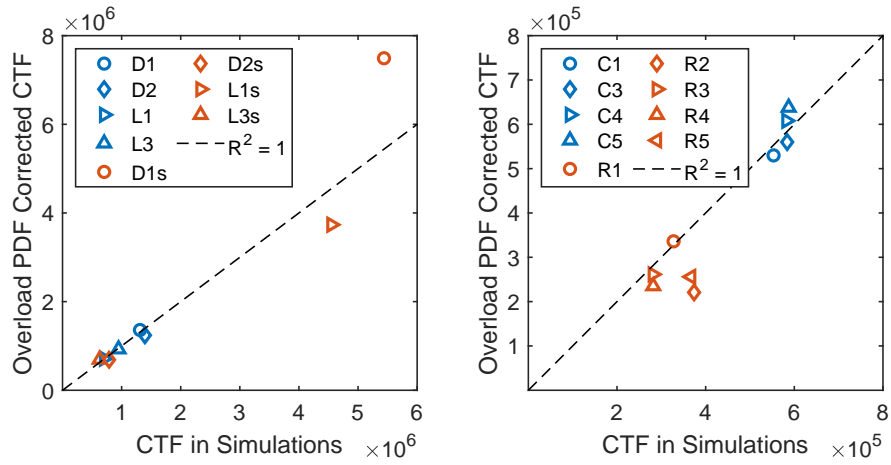 ×10^6
8
6
4
2
0
Overload PDF Corrected CTF
D1
D2
L1
L3
D1s
D2s
L1s
L3s
R^2 = 1
1
2
3
4
5
6
CTF in Simulations
×10^6
×10^5
8
7
6
5
4
3
2
1
Overload PDF Corrected CTF
C1
C3
C4
C5
R1
R2
R3
R4
R5
R^2 = 1
2
4
6
8
CTF in Simulations
×10^5